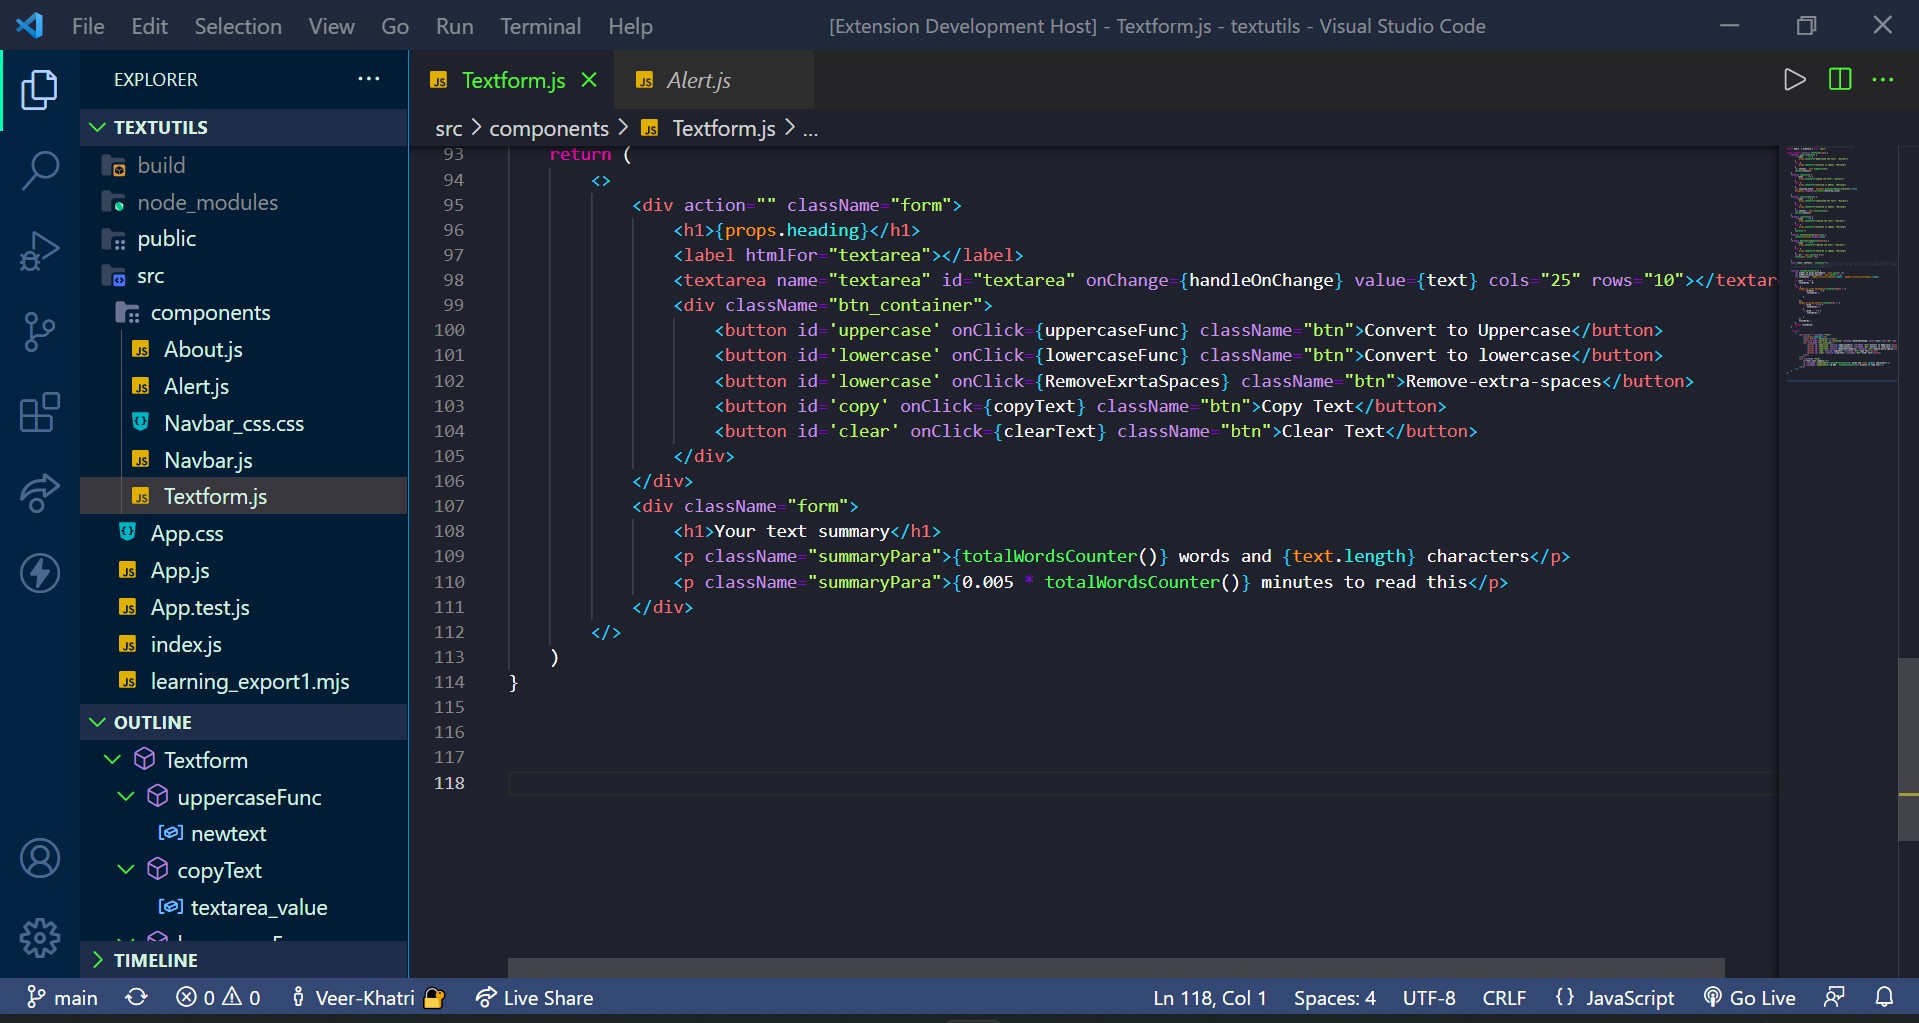 File Edit Selection View Go Run Terminal Help [Extension Development Host] - Textform.js - textutils - Visual Studio Code
EXPLORER ···
TEXTUTILS
build
node_modules
public
src
components
JS About.js
JS Alert.js
Navbar_css.css
JS Navbar.js
JS Textform.js
App.css
JS App.js
JS App.test.js
JS index.js
JS learning_export1.mjs
OUTLINE
Textform
uppercaseFunc
newtext
copyText
textarea_value
TIMELINE
JS Textform.js JS Alert.js
src > components > JS Textform.js > ...
93 return (
94 <>
95 <div action="" className="form">
96 <h1>{props.heading}</h1>
97 <label htmlFor="textarea"></label>
98 <textarea name="textarea" id="textarea" onChange={handleOnChange} value={text} cols="25" rows="10"></textar
99 <div className="btn_container">
100 <button id='uppercase' onClick={uppercaseFunc} className="btn">Convert to Uppercase</button>
101 <button id='lowercase' onClick={lowercaseFunc} className="btn">Convert to lowercase</button>
102 <button id='lowercase' onClick={RemoveExrtaSpaces} className="btn">Remove-extra-spaces</button>
103 <button id='copy' onClick={copyText} className="btn">Copy Text</button>
104 <button id='clear' onClick={clearText} className="btn">Clear Text</button>
105 </div>
106 </div>
107 <div className="form">
108 <h1>Your text summary</h1>
109 <p className="summaryPara">{totalWordsCounter()} words and {text.length} characters</p>
110 <p className="summaryPara">{0.005 * totalWordsCounter()} minutes to read this</p>
111 </div>
112 </>
113 )
114 }
115
116
117
118
main 0 0 Veer-Khatri Live Share Ln 118, Col 1 Spaces: 4 UTF-8 CRLF {} JavaScript Go Live